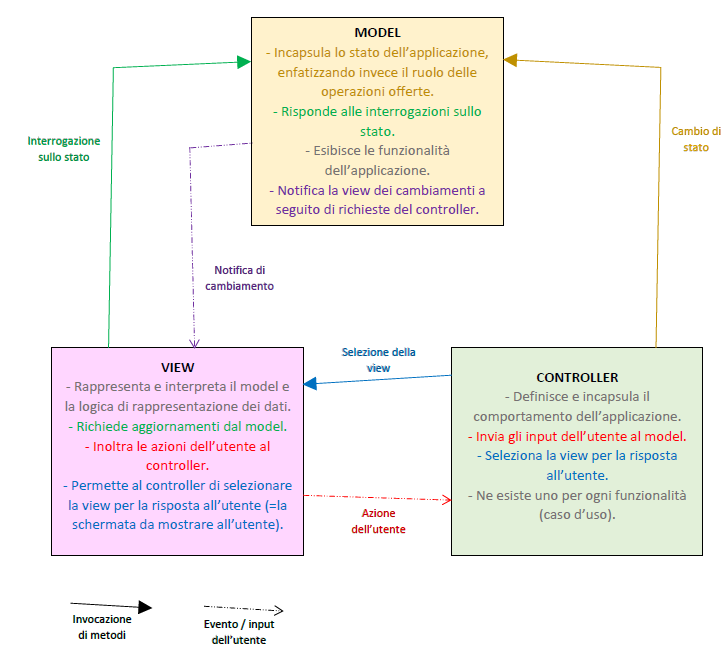 MODEL
- Incapsula lo stato dell'applicazione,
enfatizzando invece il ruolo delle
operazioni offerte.
- Risponde alle interrogazioni sullo
stato.
- Esibisce le funzionalità
dell'applicazione.
- Notifica la view dei cambiamenti a
seguito di richieste del controller.
Interrogazione
sullo stato
Cambio di
stato
Notifica di
cambiamento
Selezione della
view
VIEW
- Rappresenta e interpreta il model e
la logica di rappresentazione dei dati.
- Richiede aggiornamenti dal model.
- Inoltra le azioni dell'utente al
controller.
- Permette al controller di selezionare
la view per la risposta all'utente (=la
schermata da mostrare all'utente).
CONTROLLER
- Definisce e incapsula il
comportamento dell'applicazione.
- Invia gli input dell'utente al model.
- Seleziona la view per la risposta
all'utente.
- Ne esiste uno per ogni funzionalità
(caso d'uso).
Azione
dell'utente
Invocazione
di metodi
Evento / input
dell'utente